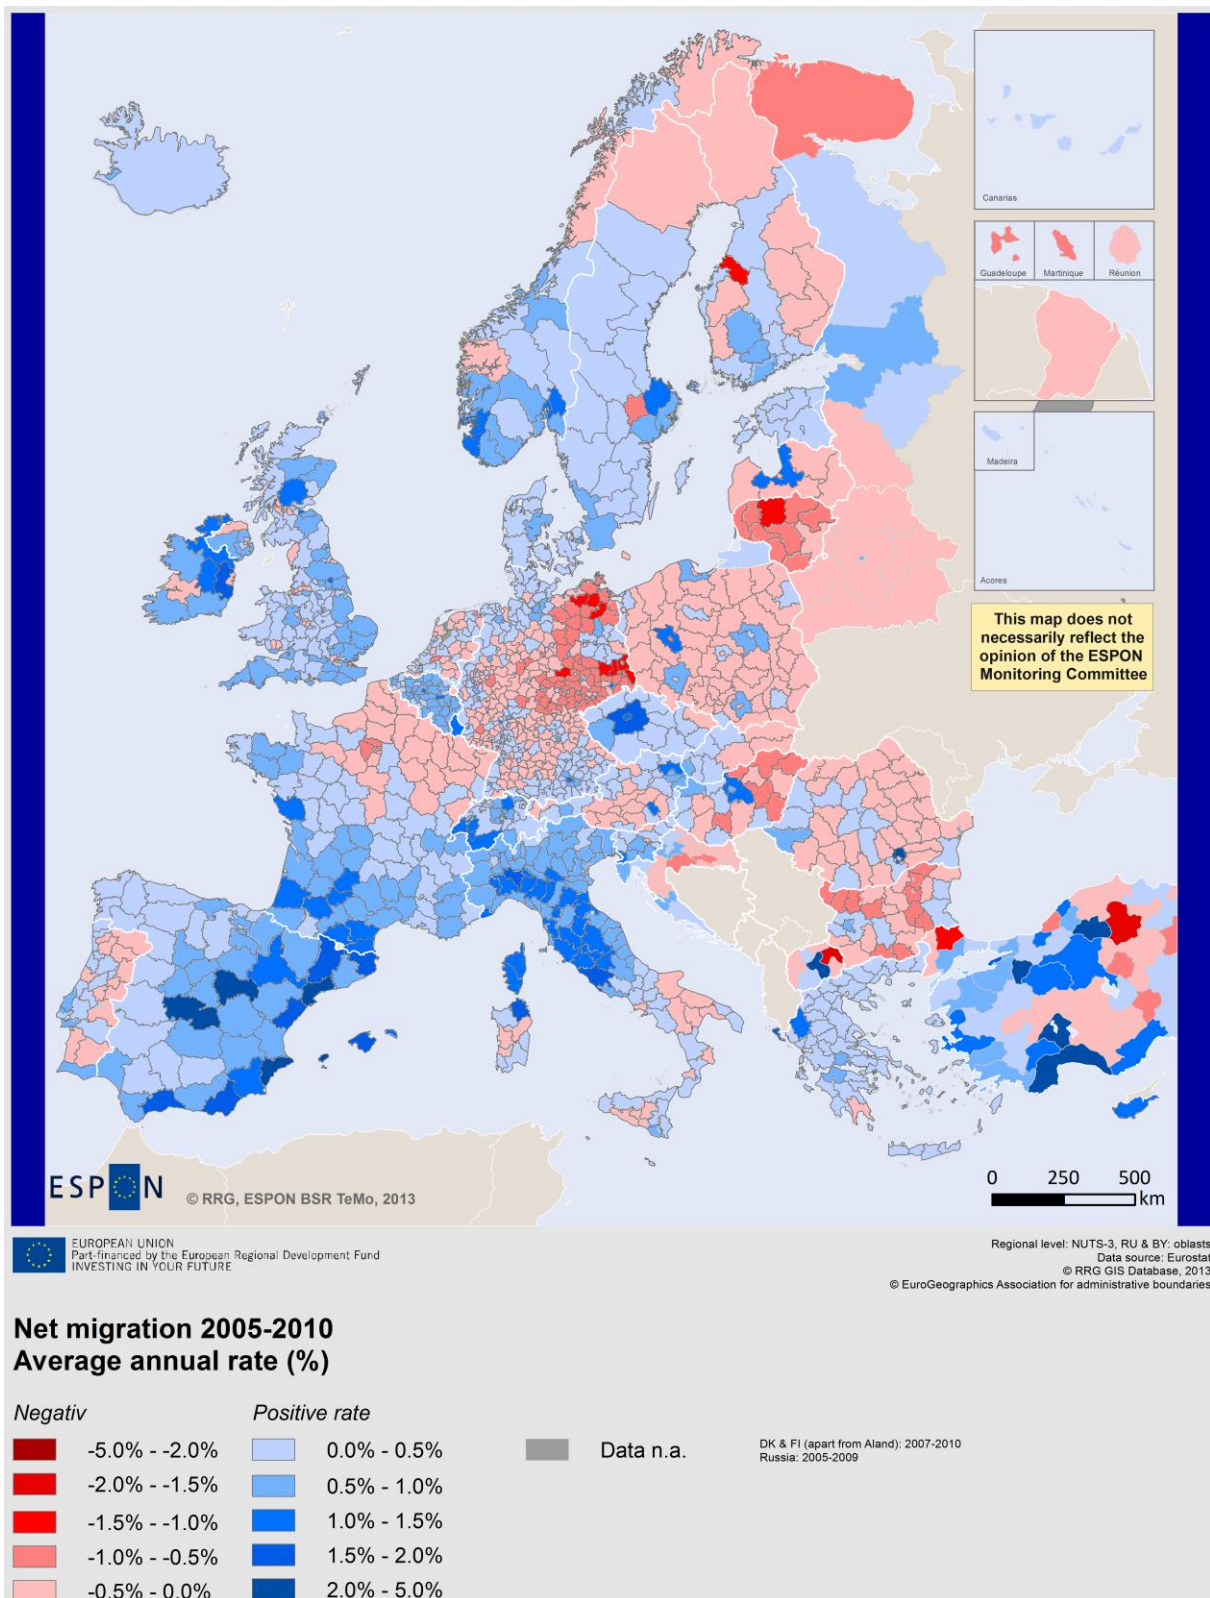 Canarias
Guadeloupe
Martinique
Réunion
Madeira
Acores
This map does not
necessarily reflect the
opinion of the ESPON
Monitoring Committee
ESPON
© RRG, ESPON BSR TeMo, 2013
0 250 500
km
EUROPEAN UNION
Part-financed by the European Regional Development Fund
INVESTING IN YOUR FUTURE
Regional level: NUTS-3, RU & BY: oblasts
Data source: Eurostat
© RRG GIS Database, 2013
© EuroGeographics Association for administrative boundaries
Net migration 2005-2010
Average annual rate (%)
Negativ
-5.0% - -2.0%
-2.0% - -1.5%
-1.5% - -1.0%
-1.0% - -0.5%
-0.5% - 0.0%
Positive rate
0.0% - 0.5%
0.5% - 1.0%
1.0% - 1.5%
1.5% - 2.0%
2.0% - 5.0%
Data n.a.
DK & FI (apart from Aland): 2007-2010
Russia: 2005-2009